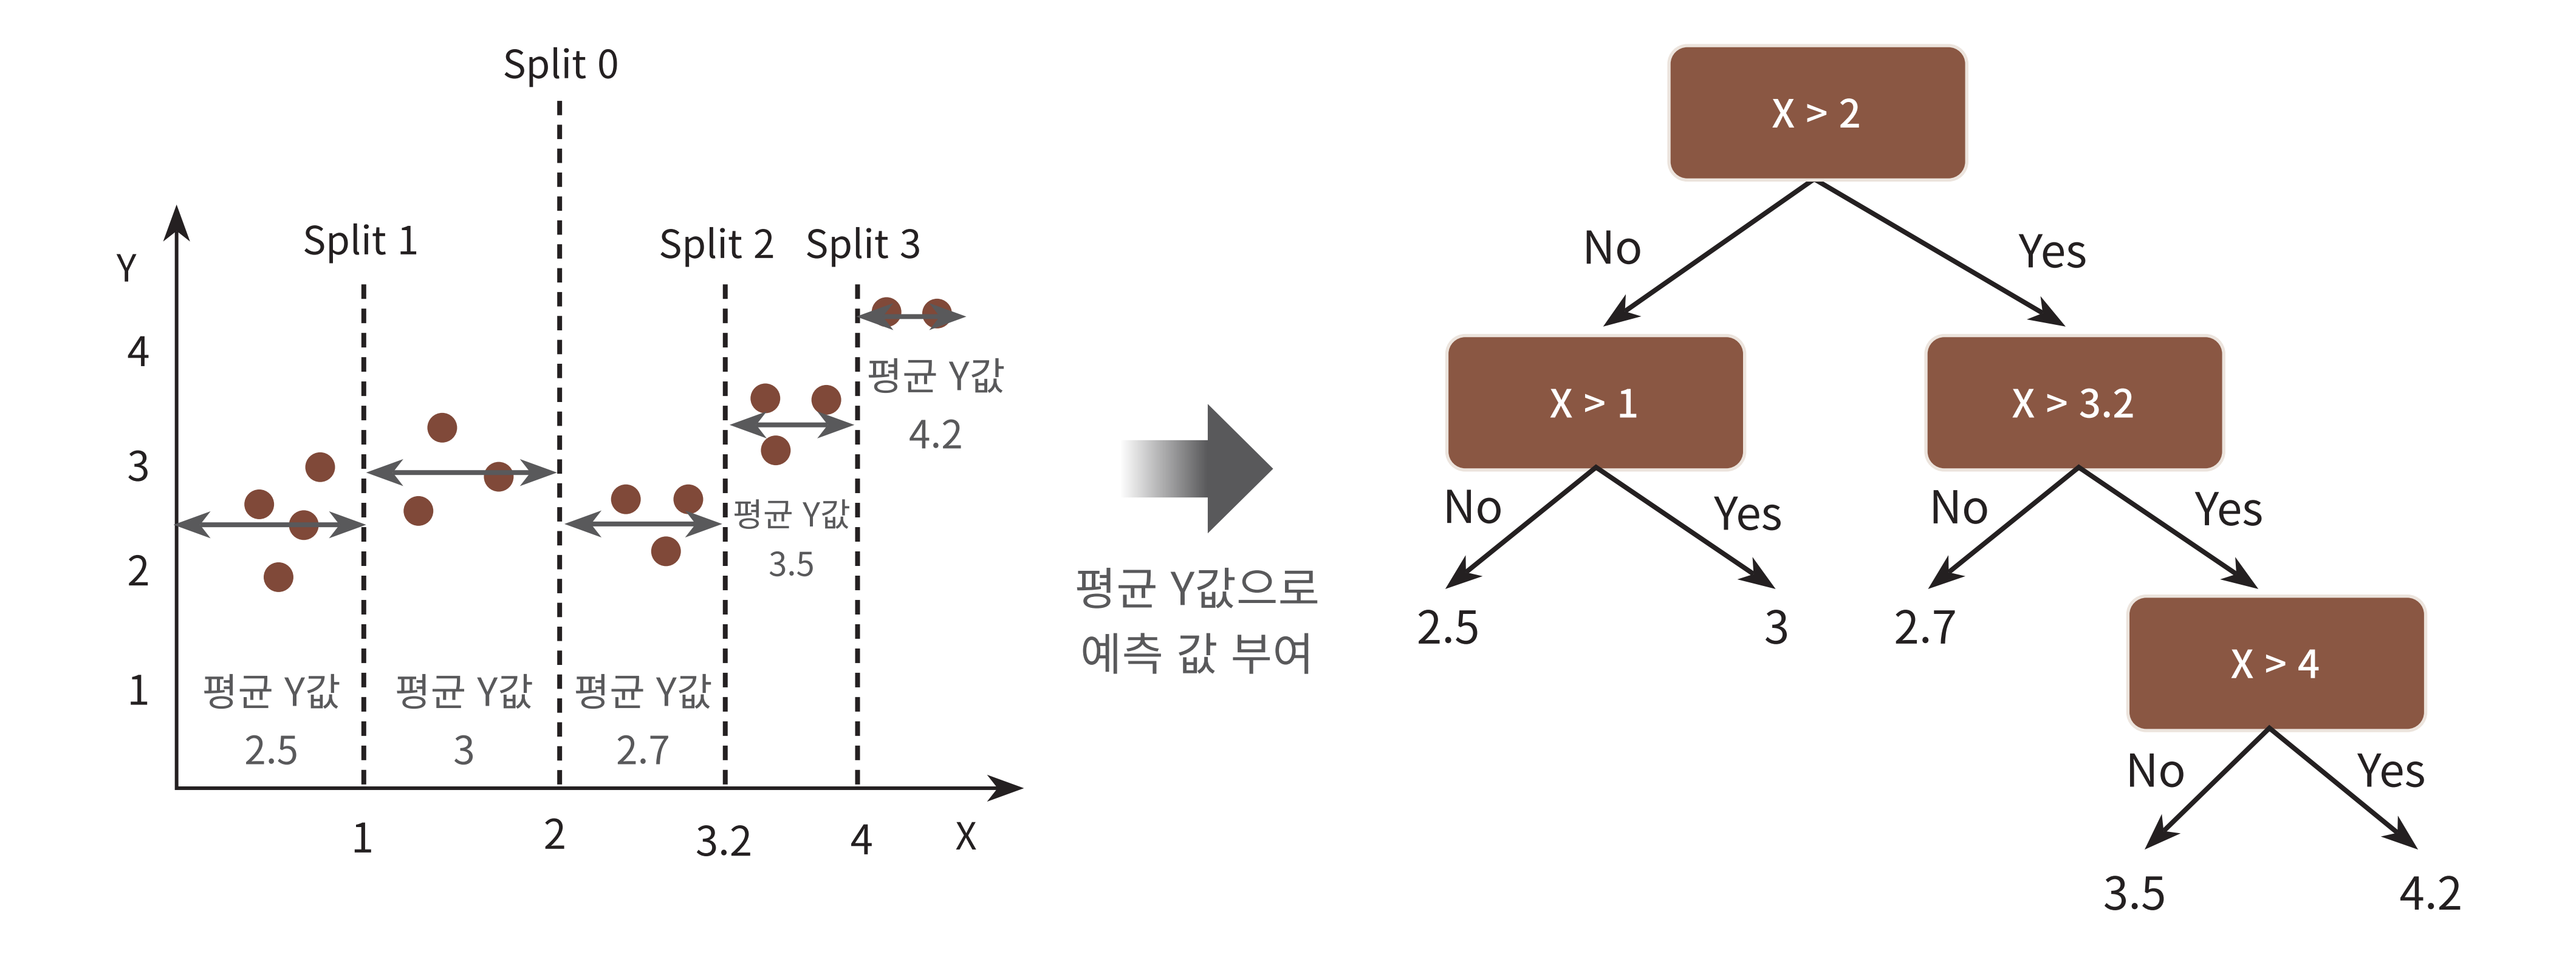 Split 0
Split 1
Split 2
Split 3
Y
4
3
2
1
평균 Y값
2.5
평균 Y값
3
평균 Y값
2.7
평균 Y값
3.5
평균 Y값
4.2
1
2
3.2
4
X
평균 Y값으로
예측 값 부여
X > 2
No
Yes
X > 1
X > 3.2
No
Yes
No
Yes
2.5
3
2.7
X > 4
No
Yes
3.5
4.2